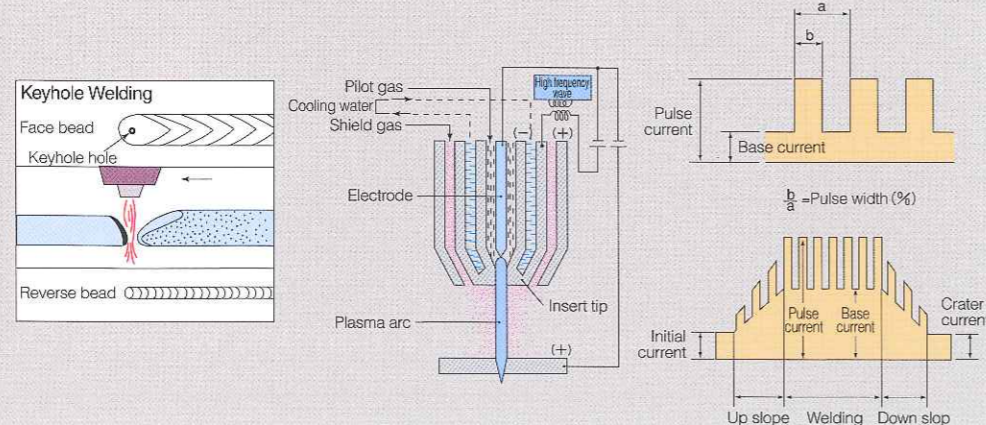 Keyhole Welding
Face bead
Keyhole hole
Reverse bead
Pilot gas
Cooling water
Shield gas
High frequency
wave
(-)
(+)
Electrode
Insert tip
Plasma arc
(+)
a
b
Pulse
current
Base current
b/a =Pulse width (%)
Initial
current
Pulse
current
Base
current
Crater
current
Up slope
Welding
Down slop